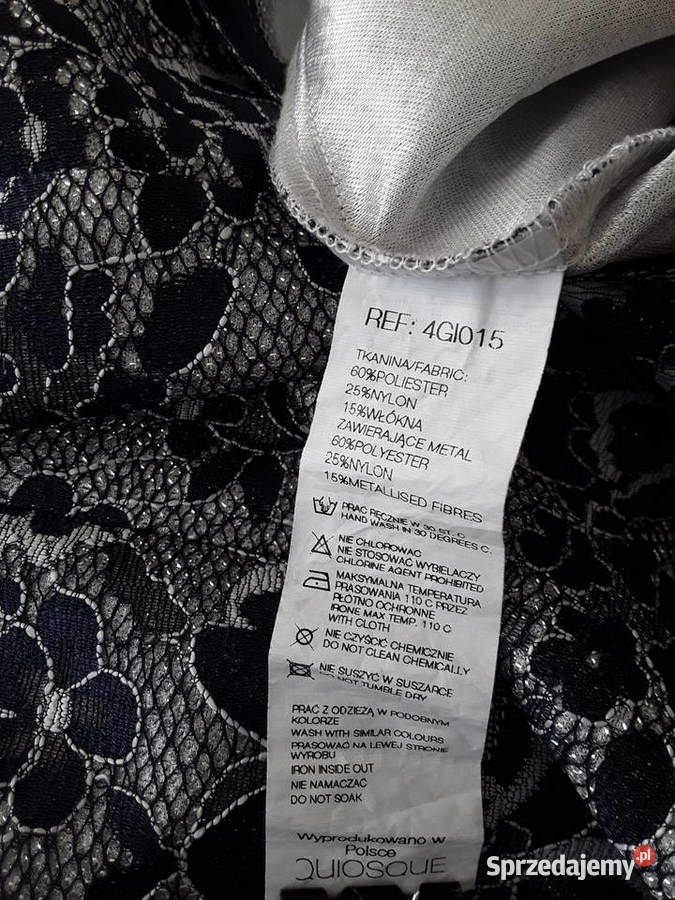 REF: 4GI015
TKANINA/FABRIC:
60%POLIESTER
25%NYLON
15%WŁÓKNA
ZAWIERAJĄCE METAL
60%POLYESTER
25%NYLON
15%METALLISED FIBRES
PRAĆ RĘCZNIE W 30 ST. C
HAND WASH IN 30 DEGREES C.
NIE CHLOROWAĆ
NIE STOSOWAĆ WYBIELACZY
CHLORINE AGENT PROHIBITED
MAKSYMALNA TEMPERATURA
PRASOWANIA 110 C PRZEZ
PŁÓTNO OCHRONNE
IRONE MAX TEMP. 110 C
WITH CLOTH
NIE CZYŚCIĆ CHEMICZNIE
DO NOT CLEAN CHEMICALLY
NIE SUSZYĆ W SUSZARCE
DO NOT TUMBLE DRY
PRAĆ Z ODZIEŻĄ W PODOBNYM
KOLORZE
WASH WITH SIMILAR COLOURS
PRASOWAĆ NA LEWEJ STRONIE
WYROBU
IRON INSIDE OUT
NIE NAMACZAĆ
DO NOT SOAK
Wyprodukowano w
Polsce
QUIOSQUE
Sprzedajemy.pl